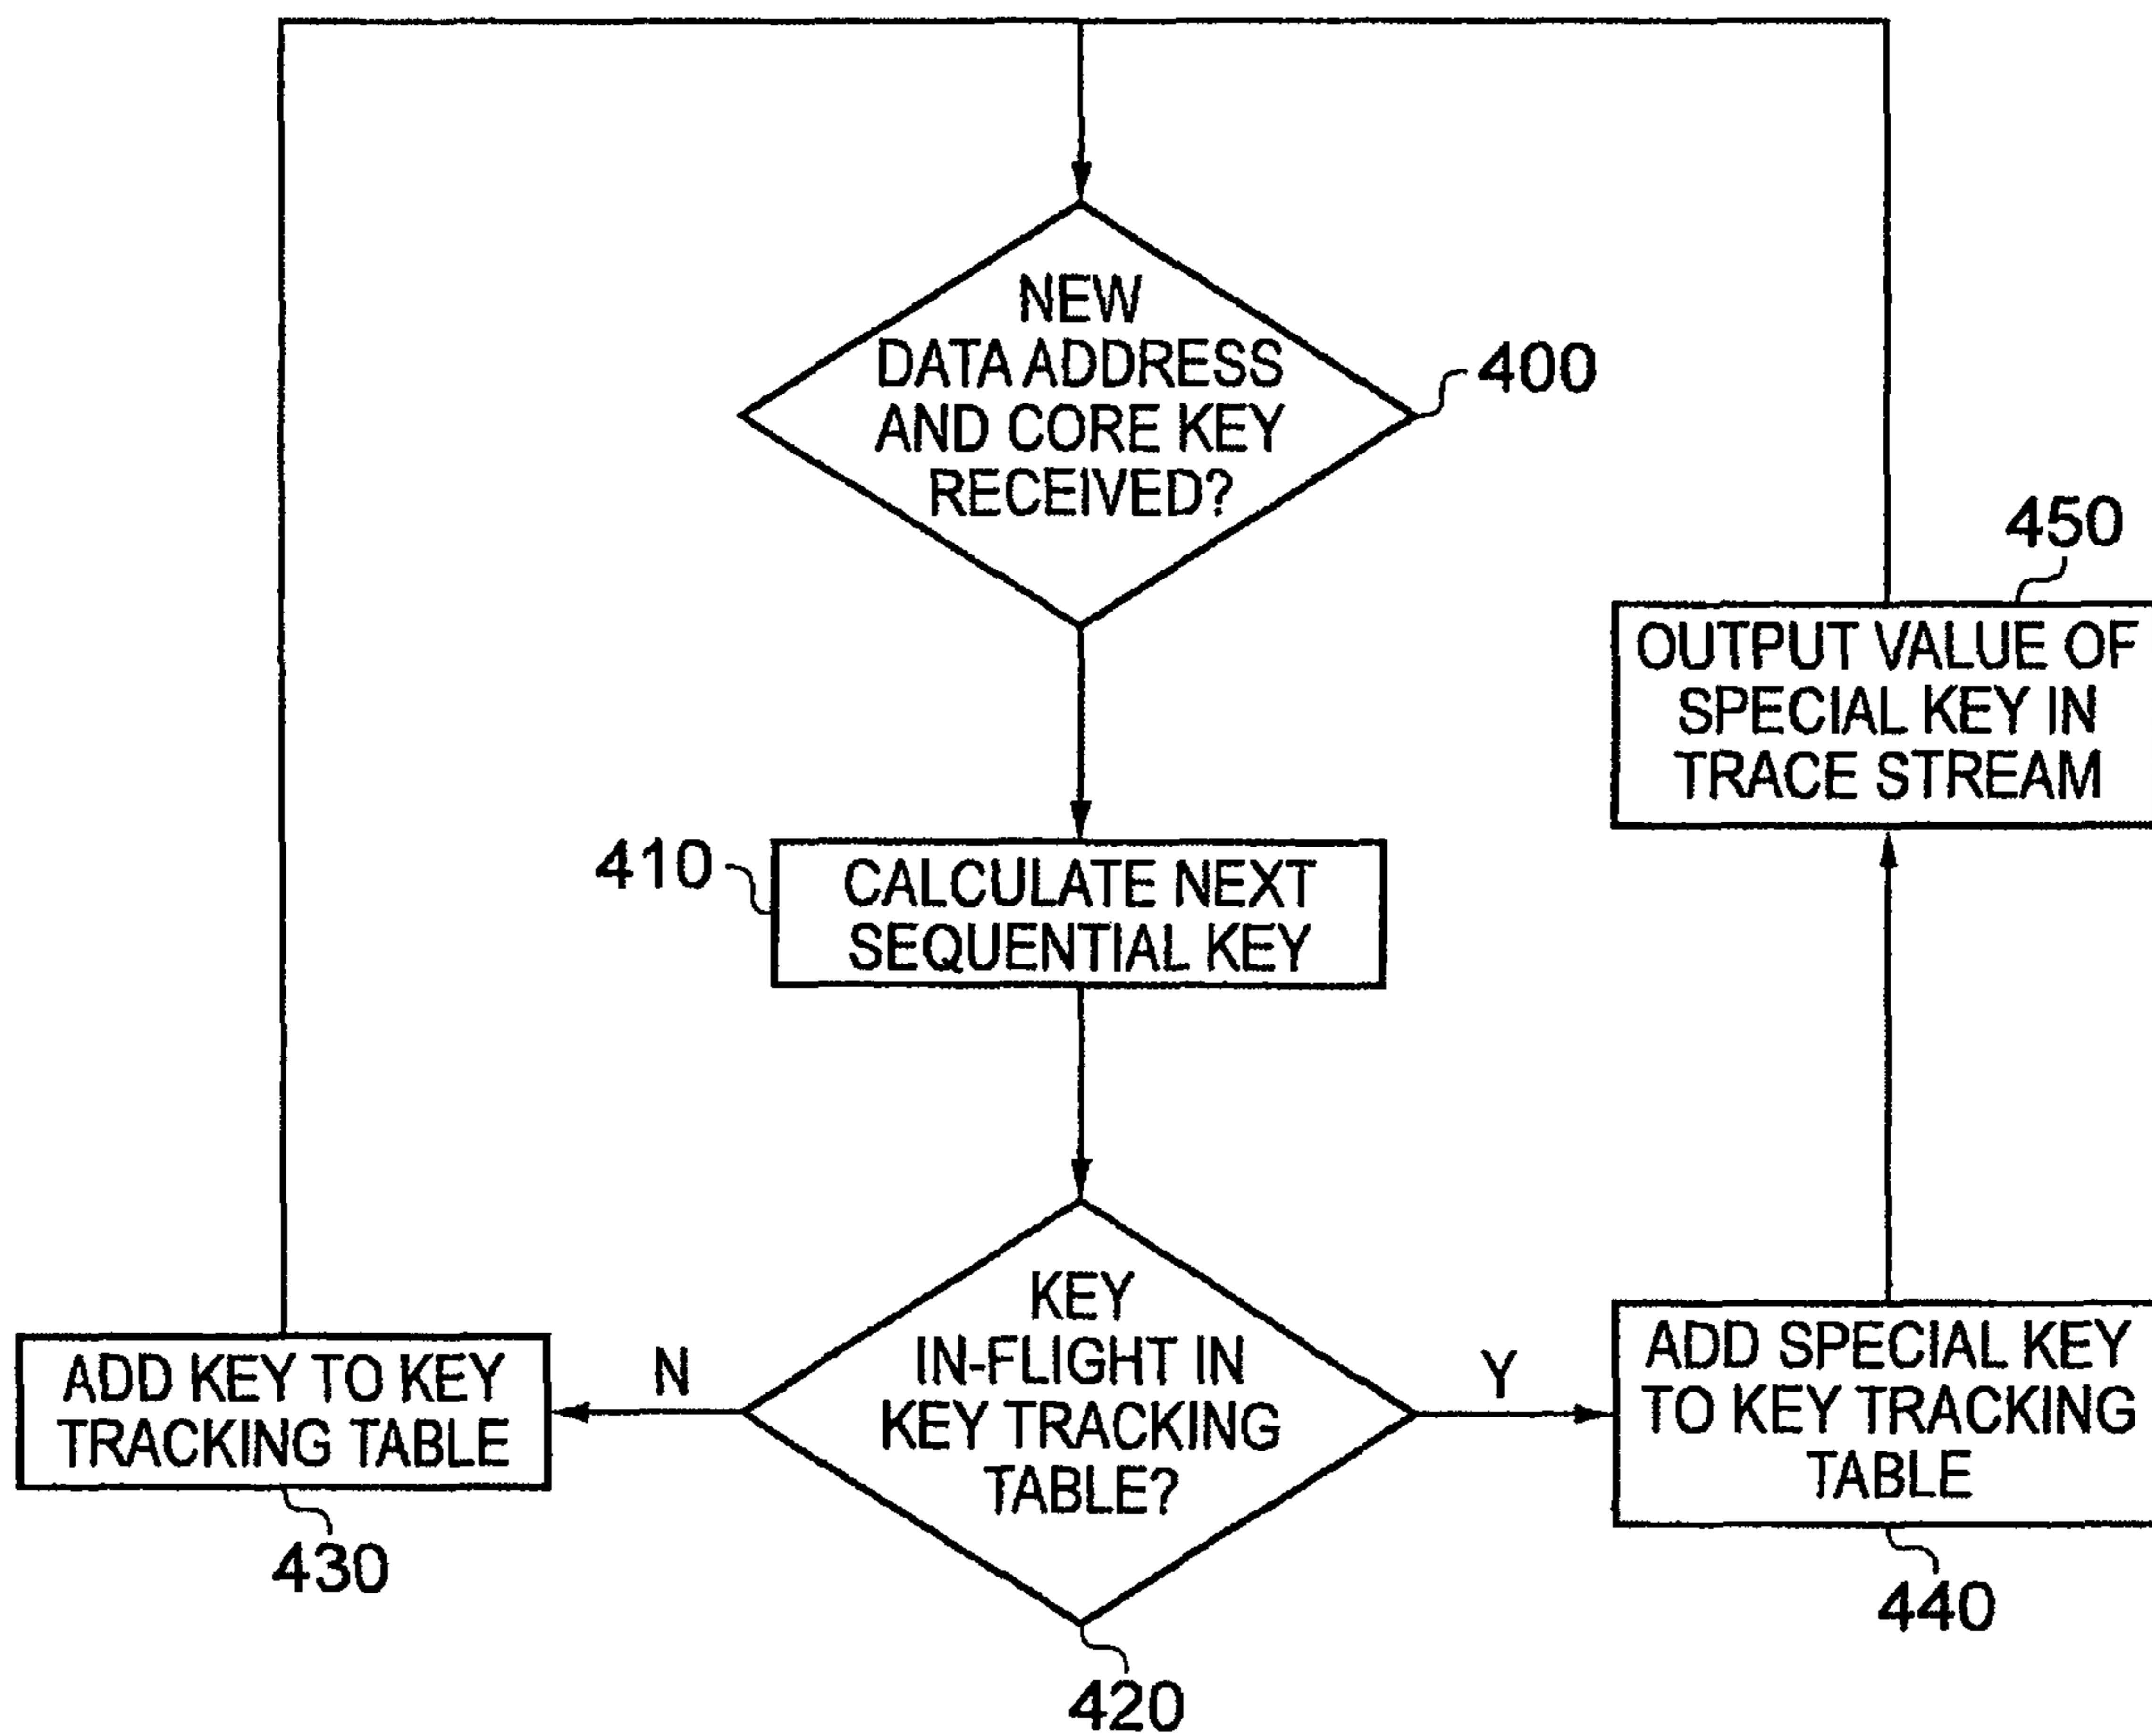 NEW
DATA ADDRESS
AND CORE KEY
RECEIVED?
400
450
OUTPUT VALUE OF
SPECIAL KEY IN
TRACE STREAM
410
CALCULATE NEXT
SEQUENTIAL KEY
ADD KEY TO KEY
TRACKING TABLE
430
N
KEY
IN-FLIGHT IN
KEY TRACKING
TABLE?
420
Y
ADD SPECIAL KEY
TO KEY TRACKING
TABLE
440